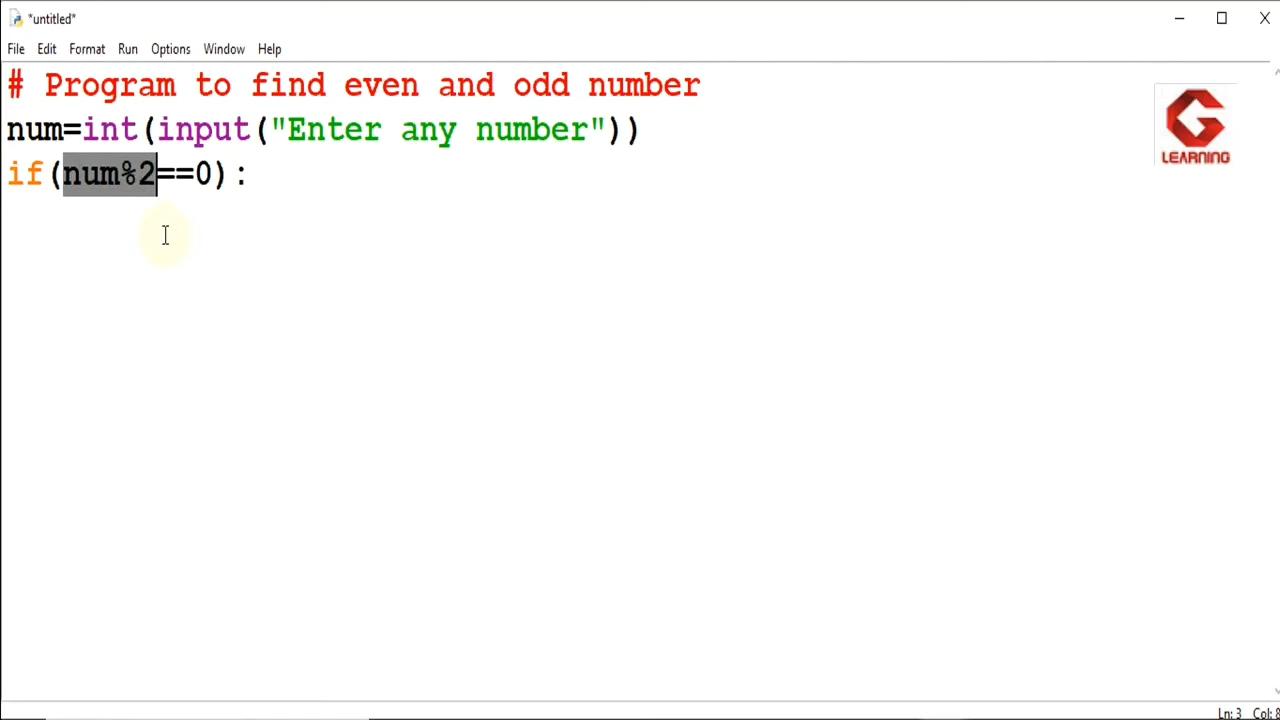 *untitled*
File Edit Format Run Options Window Help
# Program to find even and odd number
num=int(input("Enter any number"))
if(num%2==0):
G
LEARNING
Ln: 3 Col: 8